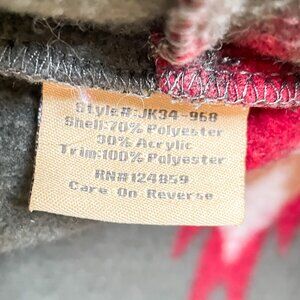 Style#:JK34-968
Shell:70% Polyester
30% Acrylic
Trim:100% Polyester
RN#124859
Care On Reverse